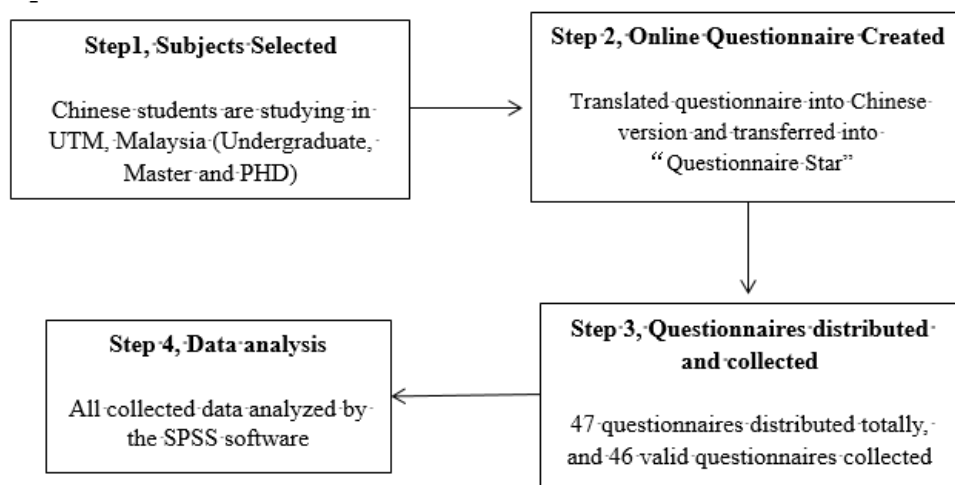 Step1, Subjects Selected
Chinese students are studying in
UTM, Malaysia (Undergraduate,
Master and PHD)
Step 2, Online Questionnaire Created
Translated questionnaire into Chinese
version and transferred into
“Questionnaire Star”
Step 3, Questionnaires distributed
and collected
47 questionnaires distributed totally,
and 46 valid questionnaires collected
Step 4, Data analysis
All collected data analyzed by
the SPSS software